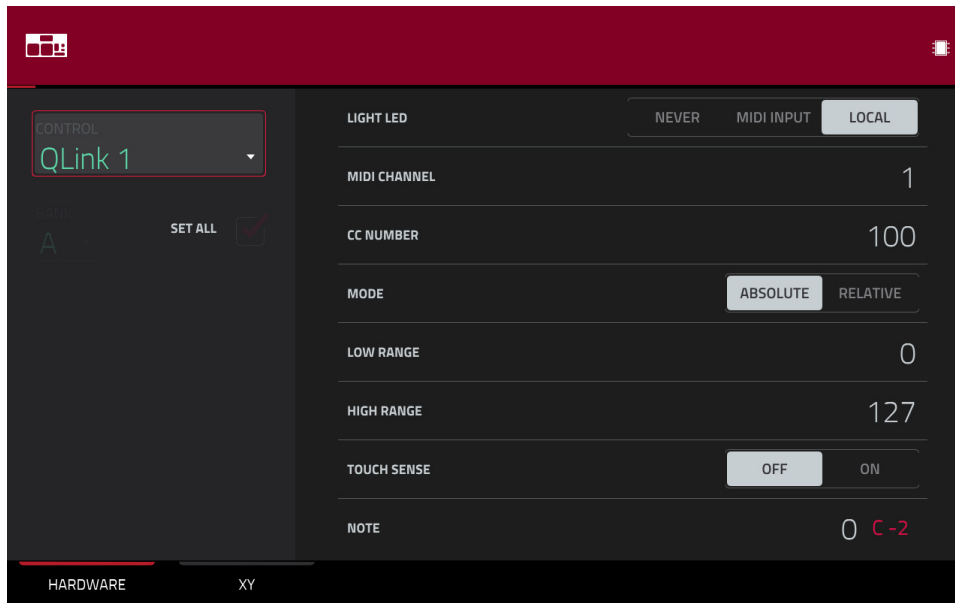 CONTROL
QLink 1
BANK
A
SET ALL
LIGHT LED NEVER MIDI INPUT LOCAL
MIDI CHANNEL 1
CC NUMBER 100
MODE ABSOLUTE RELATIVE
LOW RANGE 0
HIGH RANGE 127
TOUCH SENSE OFF ON
NOTE 0 C -2
HARDWARE XY